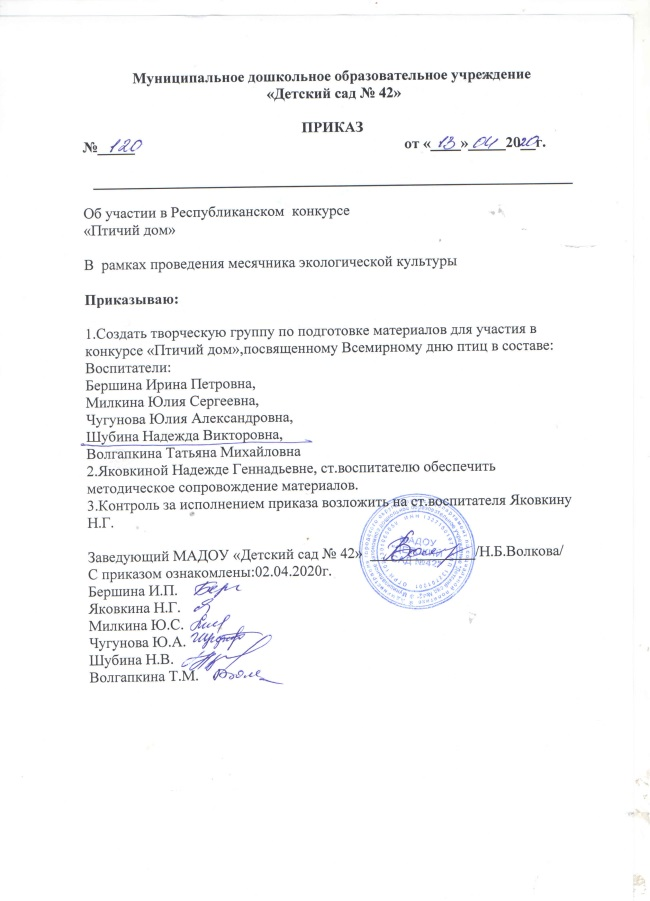 Муниципальное дошкольное образовательное учреждение
«Детский сад № 42»
ПРИКАЗ
№ 120 от «13» 04 2020г.
Об участии в Республиканском конкурсе
«Птичий дом»
В рамках проведения месячника экологической культуры
Приказываю:
1.Создать творческую группу по подготовке материалов для участия в
конкурсе «Птичий дом»,посвященному Всемирному дню птиц в составе:
Воспитатели:
Бершина Ирина Петровна,
Милкина Юлия Сергеевна,
Чугунова Юлия Александровна,
Шубина Надежда Викторовна,
Волгапкина Татьяна Михайловна
2.Яковкиной Надежде Геннадьевне, ст.воспитателю обеспечить
методическое сопровождение материалов.
3.Контроль за исполнением приказа возложить на ст.воспитателя Яковкину
Н.Г.
Заведующий МАДОУ «Детский сад № 42» /Н.Б.Волкова/
С приказом ознакомлены:02.04.2020г.
Бершина И.П.
Яковкина Н.Г.
Милкина Ю.С.
Чугунова Ю.А.
Шубина Н.В.
Волгапкина Т.М.